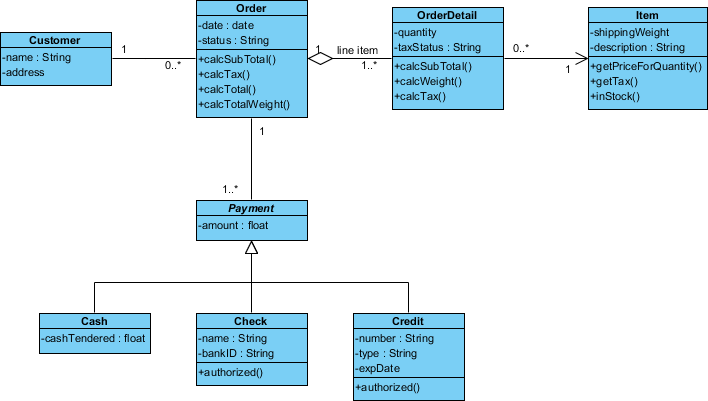 Customer
-name : String
-address
1
0..*
Order
-date : date
-status : String
+calcSubTotal()
+calcTax()
+calcTotal()
+calcTotalWeight()
1
line item
1..*
OrderDetail
-quantity
-taxStatus : String
+calcSubTotal()
+calcWeight()
+calcTax()
0..*
1
Item
-shippingWeight
-description : String
+getPriceForQuantity()
+getTax()
+inStock()
1
1..*
Payment
-amount : float
Cash
-cashTendered : float
Check
-name : String
-bankID : String
+authorized()
Credit
-number : String
-type : String
-expDate
+authorized()